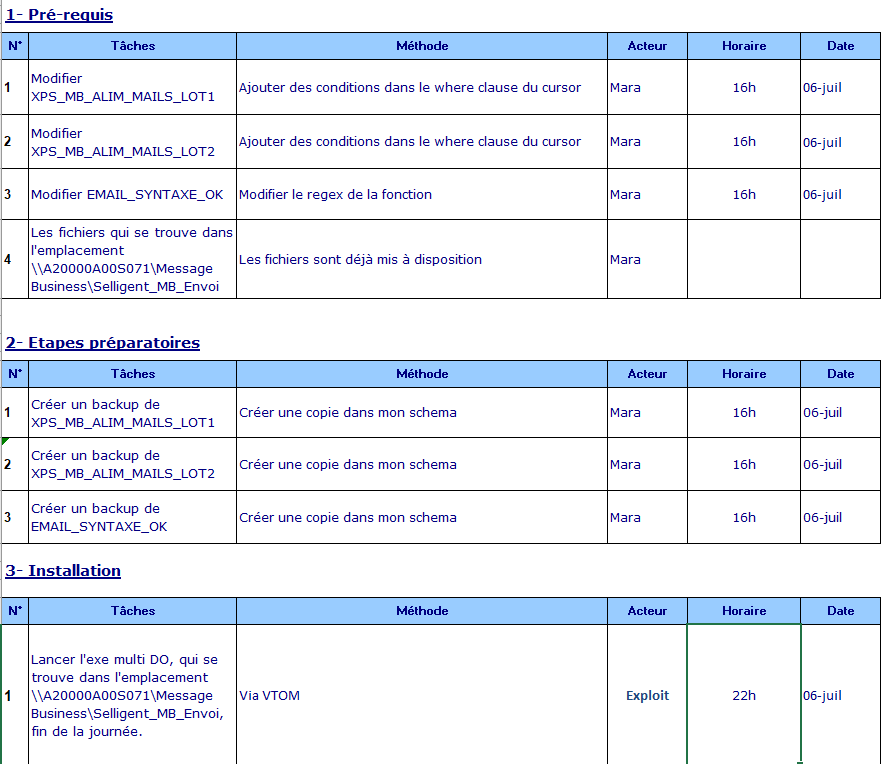 1- Pré-requis
N° Tâches Méthode Acteur Horaire Date
1 Modifier
XPS_MB_ALIM_MAILS_LOT1 Ajouter des conditions dans le where clause du cursor Mara 16h 06-juil
2 Modifier
XPS_MB_ALIM_MAILS_LOT2 Ajouter des conditions dans le where clause du cursor Mara 16h 06-juil
3 Modifier EMAIL_SYNTAXE_OK Modifier le regex de la fonction Mara 16h 06-juil
4 Les fichiers qui se trouve dans
l'emplacement
\\A20000A00S071\Message
Business\Selligent_MB_Envoi Les fichiers sont déjà mis à disposition Mara
2- Etapes préparatoires
N° Tâches Méthode Acteur Horaire Date
1 Créer un backup de
XPS_MB_ALIM_MAILS_LOT1 Créer une copie dans mon schema Mara 16h 06-juil
2 Créer un backup de
XPS_MB_ALIM_MAILS_LOT2 Créer une copie dans mon schema Mara 16h 06-juil
3 Créer un backup de
EMAIL_SYNTAXE_OK Créer une copie dans mon schema Mara 16h 06-juil
3- Installation
N° Tâches Méthode Acteur Horaire Date
1 Lancer l'exe multi DO, qui se
trouve dans l'emplacement
\\A20000A00S071\Message
Business\Selligent_MB_Envoi,
fin de la journée. Via VTOM Exploit 22h 06-juil